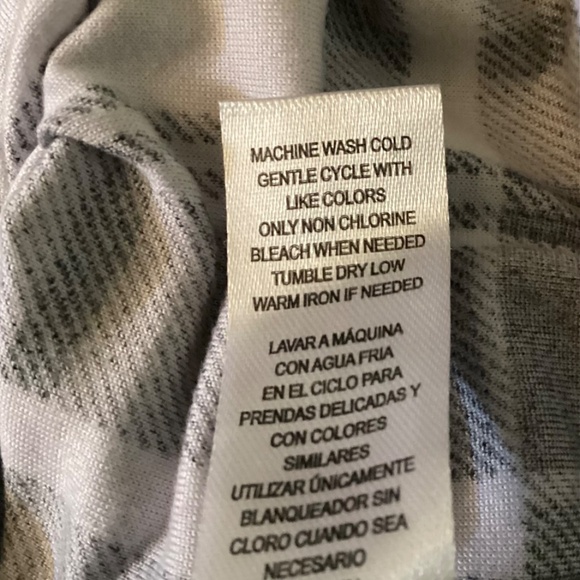 MACHINE WASH COLD
GENTLE CYCLE WITH
LIKE COLORS
ONLY NON CHLORINE
BLEACH WHEN NEEDED
TUMBLE DRY LOW
WARM IRON IF NEEDED
LAVAR A MÁQUINA
CON AGUA FRIA
EN EL CICLO PARA
PRENDAS DELICADAS Y
CON COLORES
SIMILARES
UTILIZAR ÚNICAMENTE
BLANQUEADOR SIN
CLORO CUANDO SEA
NECESARIO